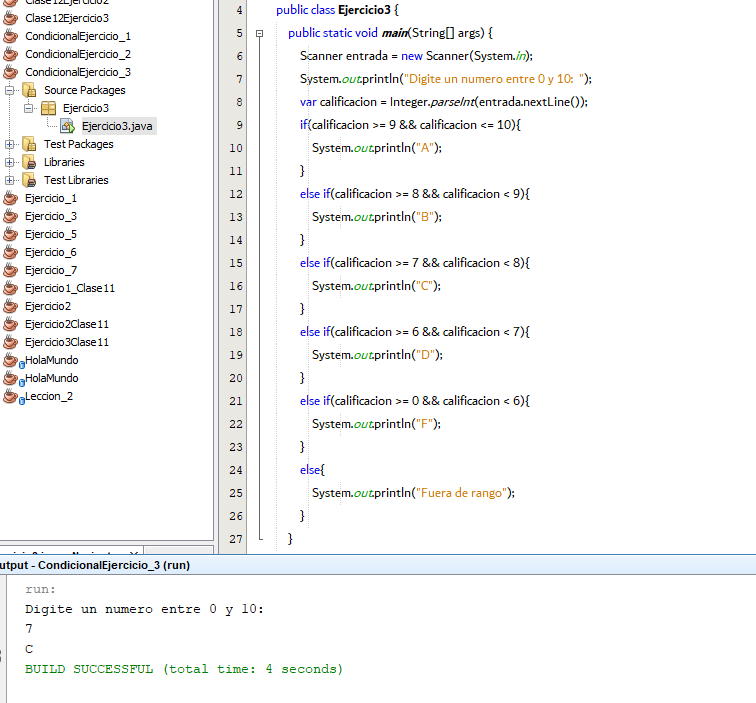 Clase12Ejercicio2
Clase12Ejercicio3
CondicionalEjercicio_1
CondicionalEjercicio_2
CondicionalEjercicio_3
Source Packages
Ejercicio3
Ejercicio3.java
Test Packages
Libraries
Test Libraries
Ejercicio_1
Ejercicio_3
Ejercicio_5
Ejercicio_6
Ejercicio_7
Ejercicio1_Clase11
Ejercicio2
Ejercicio2Clase11
Ejercicio3Clase11
HolaMundo
HolaMundo
Leccion_2
4 public class Ejercicio3 {
5 public static void main(String[] args) {
6 Scanner entrada = new Scanner(System.in);
7 System.out.println("Digite un numero entre 0 y 10: ");
8 var calificacion = Integer.parseInt(entrada.nextLine());
9 if(calificacion >= 9 && calificacion <= 10){
10 System.out.println("A");
11 }
12 else if(calificacion >= 8 && calificacion < 9){
13 System.out.println("B");
14 }
15 else if(calificacion >= 7 && calificacion < 8){
16 System.out.println("C");
17 }
18 else if(calificacion >= 6 && calificacion < 7){
19 System.out.println("D");
20 }
21 else if(calificacion >= 0 && calificacion < 6){
22 System.out.println("F");
23 }
24 else{
25 System.out.println("Fuera de rango");
26 }
27 }
utput - CondicionalEjercicio_3 (run)
run:
Digite un numero entre 0 y 10:
7
C
BUILD SUCCESSFUL (total time: 4 seconds)